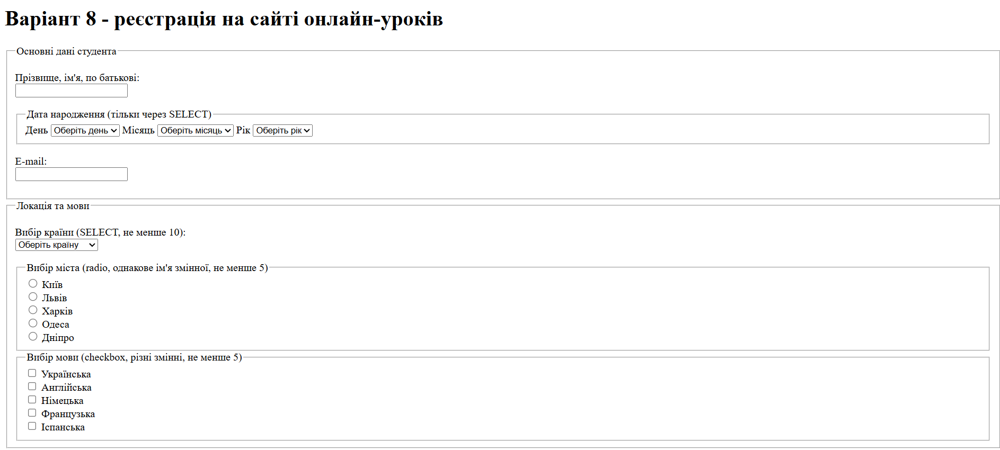 Варіант 8 - реєстрація на сайті онлайн-уроків
Основні дані студента
Прізвище, ім'я, по батькові:
Дата народження (тільки через SELECT)
День Оберіть день Місяць Оберіть місяць Рік Оберіть рік
E-mail:
Локація та мови
Вибір країни (SELECT, не менше 10):
Оберіть країну
Вибір міста (radio, однакове ім'я змінної, не менше 5)
Київ
Львів
Харків
Одеса
Дніпро
Вибір мови (checkbox, різні змінні, не менше 5)
Українська
Англійська
Німецька
Французька
Іспанська